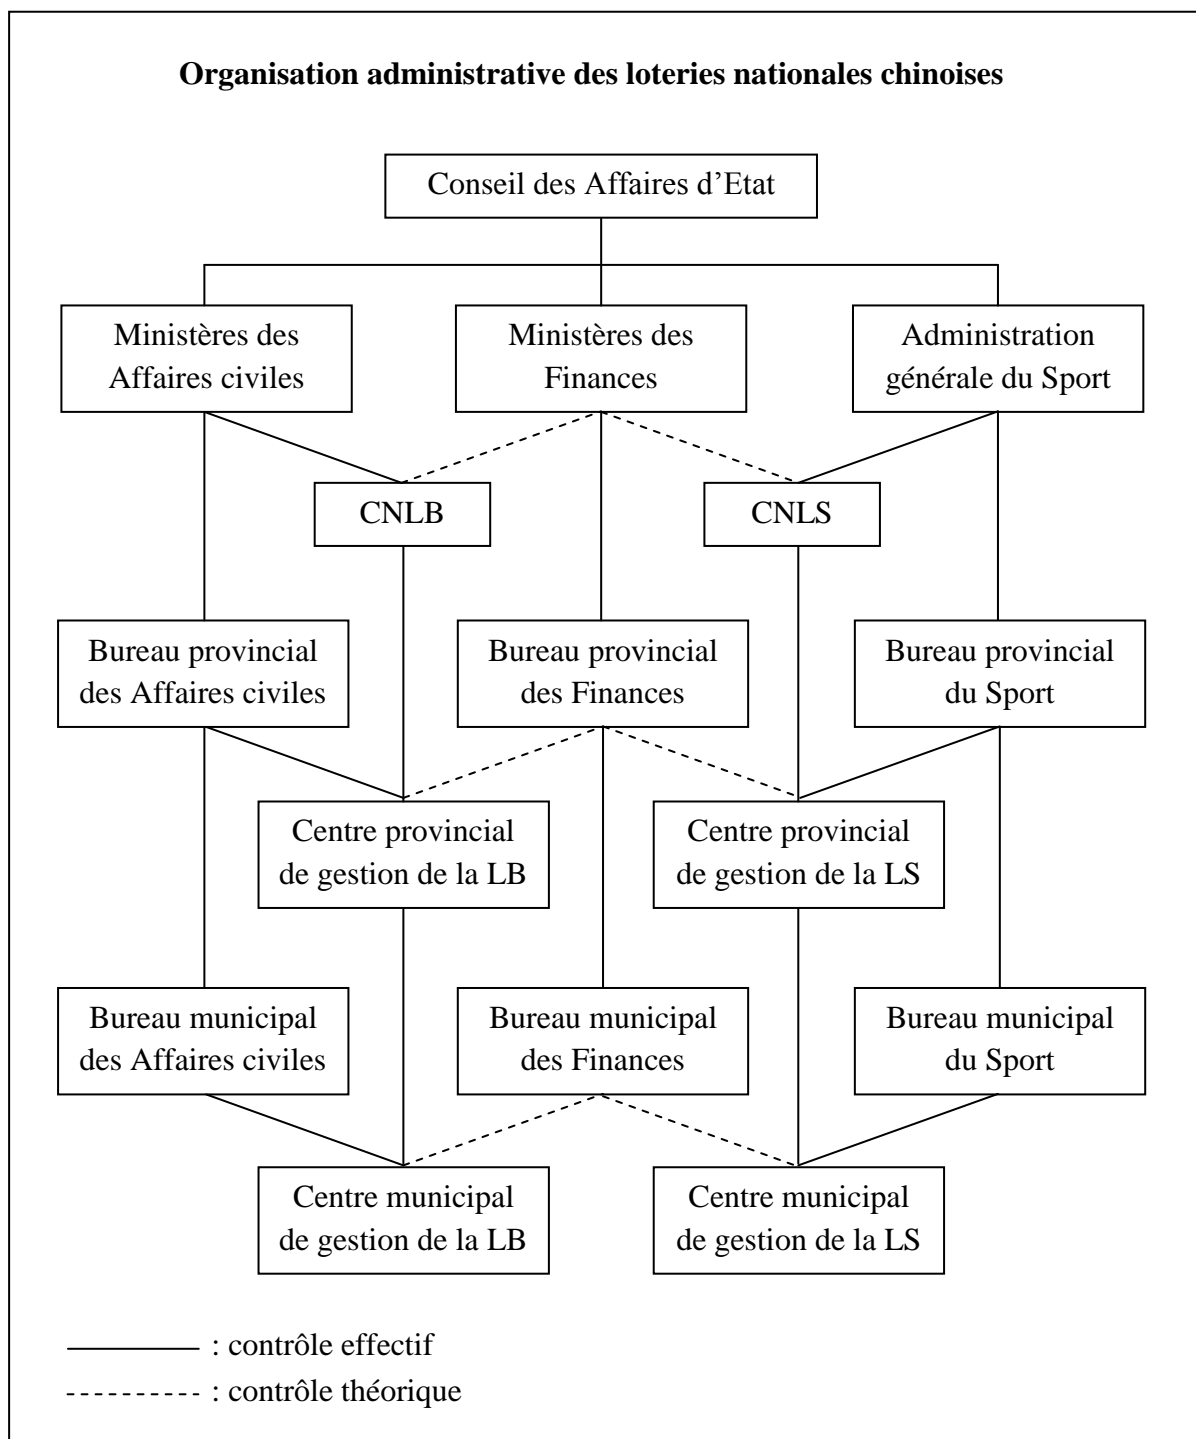 Organisation administrative des loteries nationales chinoises
Conseil des Affaires d’Etat
Ministères des
Affaires civiles
Ministères des
Finances
Administration
générale du Sport
CNLB
CNLS
Bureau provincial
des Affaires civiles
Bureau provincial
des Finances
Bureau provincial
du Sport
Centre provincial
de gestion de la LB
Centre provincial
de gestion de la LS
Bureau municipal
des Affaires civiles
Bureau municipal
des Finances
Bureau municipal
du Sport
Centre municipal
de gestion de la LB
Centre municipal
de gestion de la LS
: contrôle effectif
: contrôle théorique